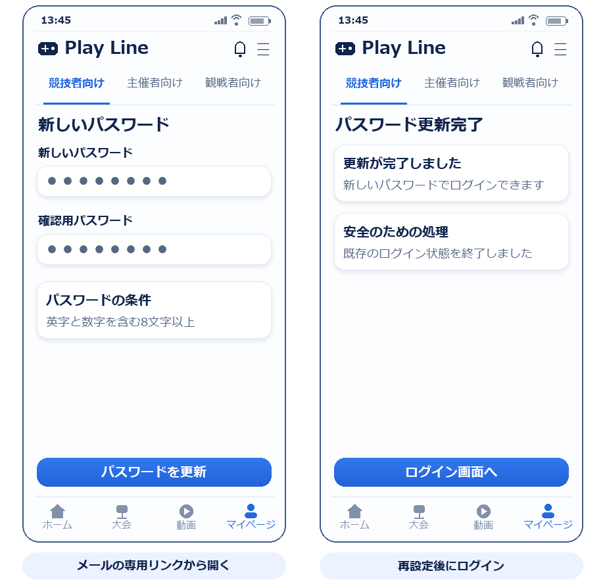 13:45
Play Line
競技者向け 主催者向け 観戦者向け
新しいパスワード
新しいパスワード
確認用パスワード
パスワードの条件
英字と数字を含む8文字以上
パスワードを更新
ホーム 大会 動画 マイページ
メールの専用リンクから開く
13:45
Play Line
競技者向け 主催者向け 観戦者向け
パスワード更新完了
更新が完了しました
新しいパスワードでログインできます
安全のための処理
既存のログイン状態を終了しました
ログイン画面へ
ホーム 大会 動画 マイページ
再設定後にログイン